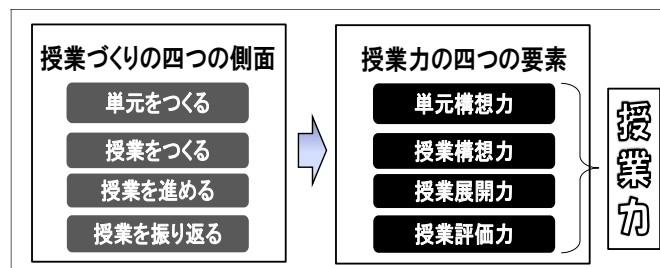 授業づくりの四つの側面
単元をつくる
授業をつくる
授業を進める
授業を振り返る
授業力の四つの要素
単元構想力
授業構想力
授業展開力
授業評価力
授業力